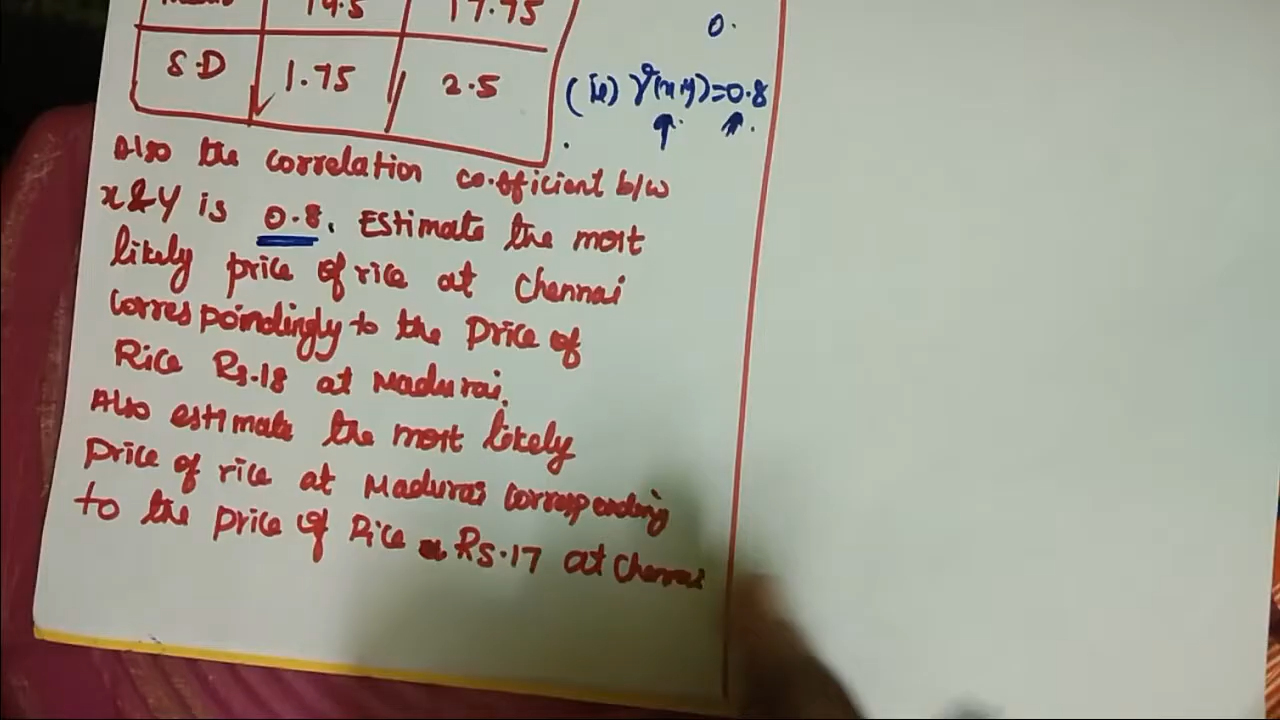 Mean 19.5 17.75
S.D 1.75 2.5
0.
(iv) γ(x,y)=0.8
Also the correlation co.efficient b/w
x&Y is 0.8. Estimate the most
likely price of rice at Chennai
correspondingly to the Price of
Rice Rs.18 at Madurai.
Also estimate the most likely
Price of rice at Madurai corresponding
to the price of Rice Rs.17 at Chennai